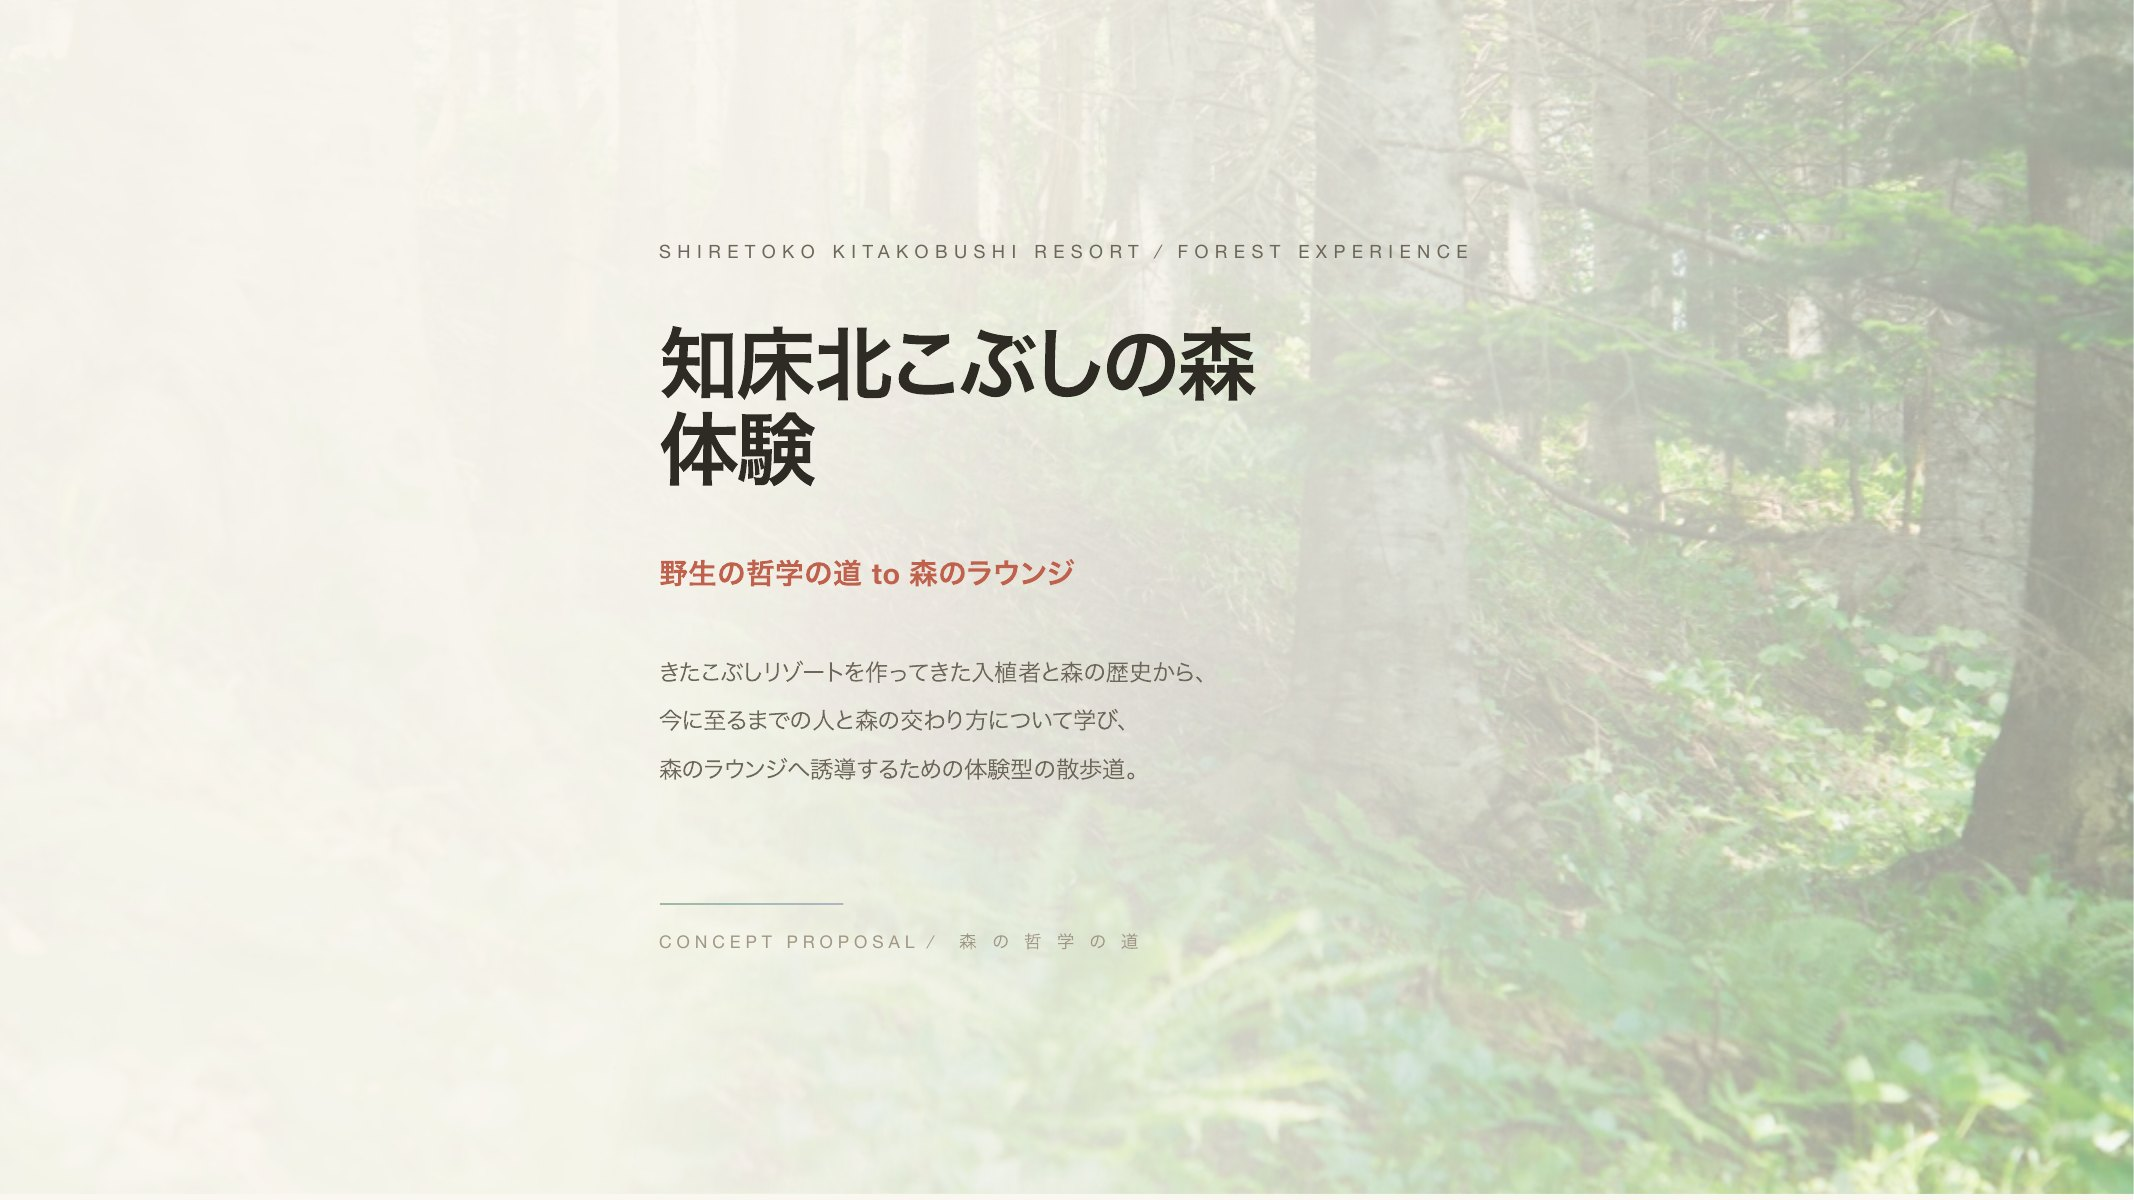 SHIRETOKO KITAKOBUSHI RESORT / FOREST EXPERIENCE
知床北こぶしの森
体験
野生の哲学の道 to 森のラウンジ
きたこぶしリゾートを作ってきた入植者と森の歴史から、
今に至るまでの人と森の交わり方について学び、
森のラウンジへ誘導するための体験型の散歩道。
CONCEPT PROPOSAL / 森の哲学の道